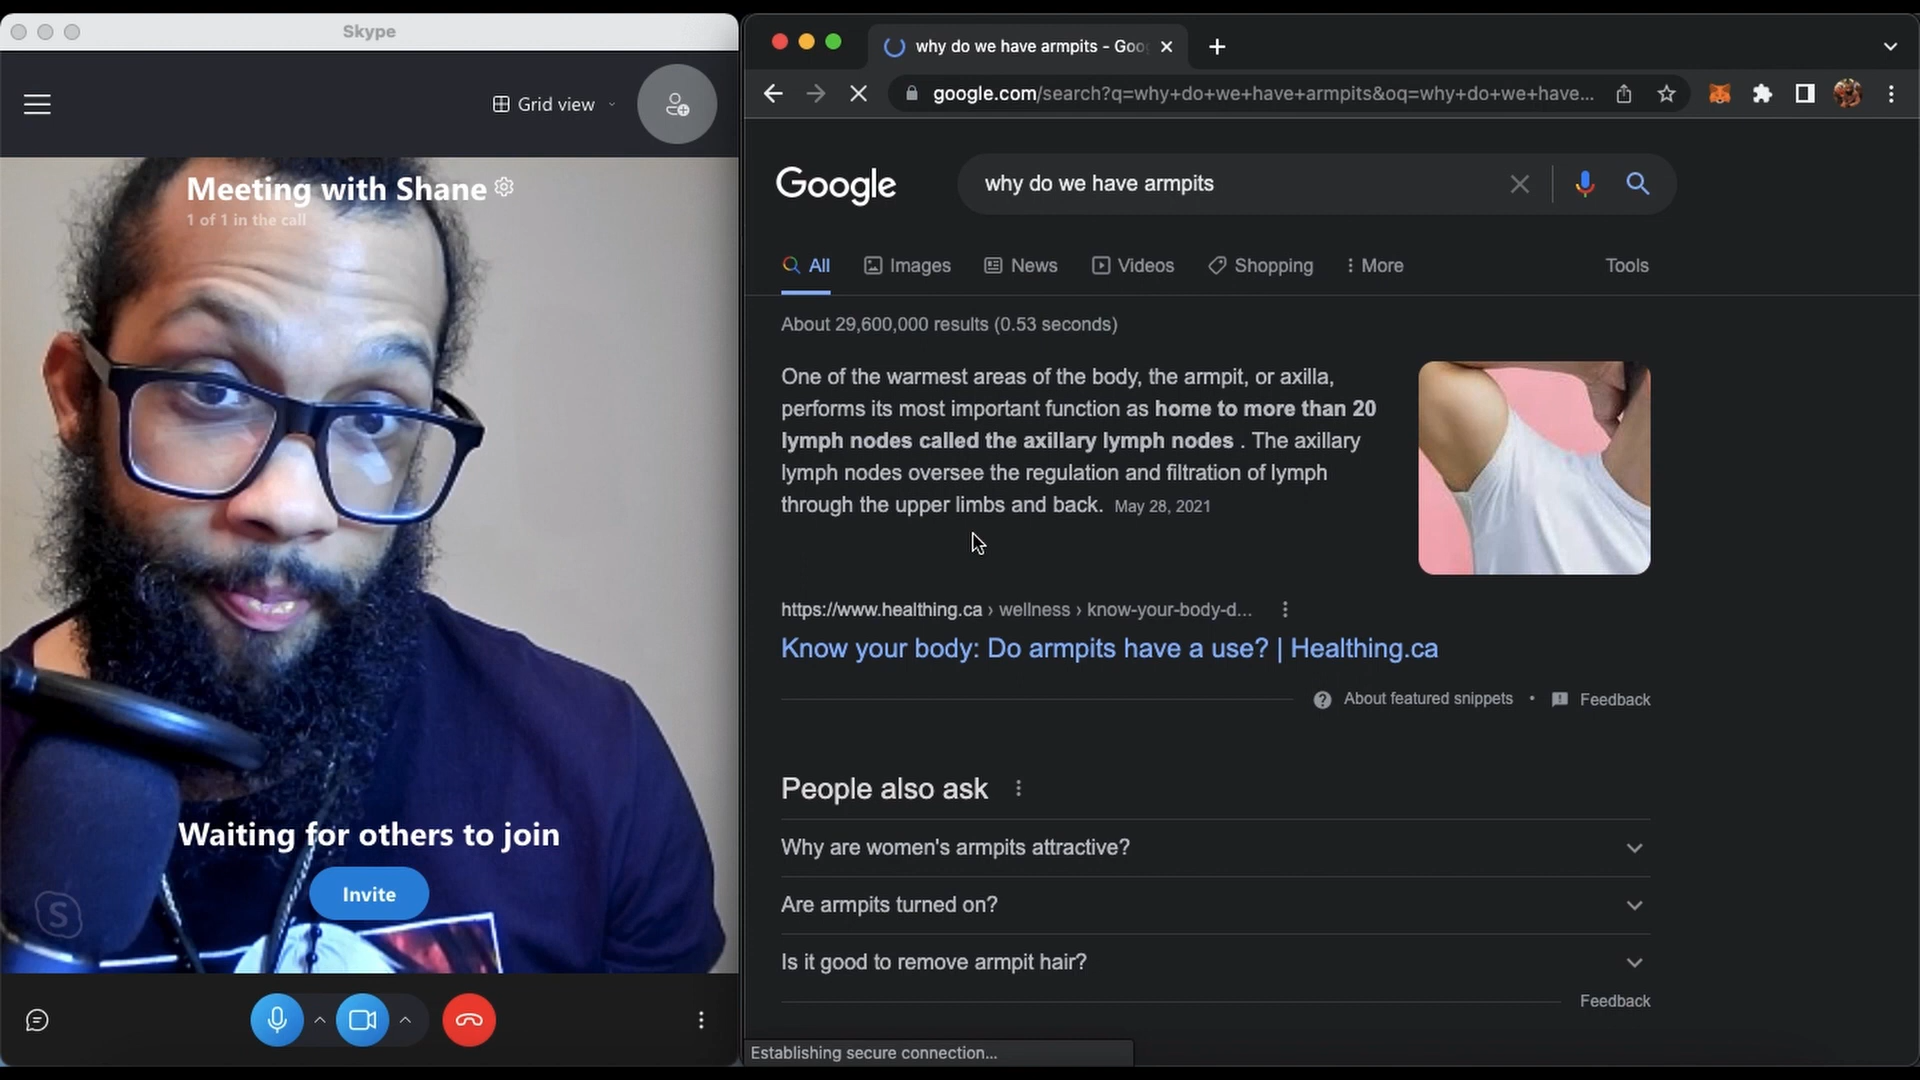 Skype
Grid view
Meeting with Shane
1 of 1 in the call
Waiting for others to join
Invite
S
why do we have armpits - Goo
google.com/search?q=why+do+we+have+armpits&oq=why+do+we+have...
Google
why do we have armpits
All
Images
News
Videos
Shopping
More
Tools
About 29,600,000 results (0.53 seconds)
One of the warmest areas of the body, the armpit, or axilla,
performs its most important function as home to more than 20
lymph nodes called the axillary lymph nodes . The axillary
lymph nodes oversee the regulation and filtration of lymph
through the upper limbs and back. May 28, 2021
https://www.healthing.ca › wellness › know-your-body-d...
Know your body: Do armpits have a use? | Healthing.ca
About featured snippets • Feedback
People also ask
Why are women's armpits attractive?
Are armpits turned on?
Is it good to remove armpit hair?
Feedback
Establishing secure connection...